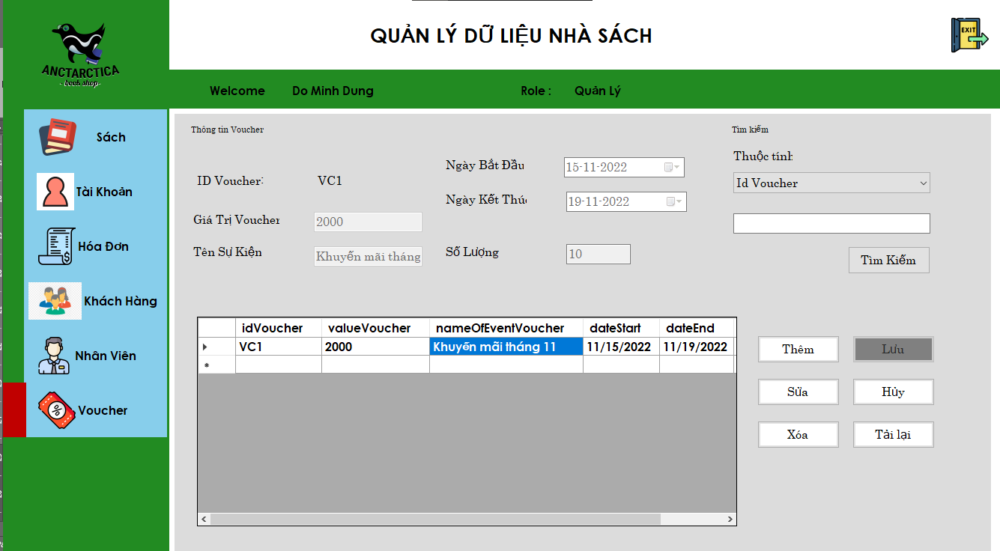 QUẢN LÝ DỮ LIỆU NHÀ SÁCH
EXIT
ANCTARCTICA
- book shop-
Welcome Do Minh Dung Role : Quản Lý
Sách
Tài Khoản
Hóa Đơn
Khách Hàng
Nhân Viên
Voucher
Thông tin Voucher
ID Voucher: VC1
Giá Trị Voucher 2000
Tên Sự Kiện Khuyến mãi tháng
Ngày Bắt Đầu 15-11-2022
Ngày Kết Thú 19-11-2022
Số Lượng 10
Tìm kiếm
Thuộc tính
Id Voucher
Tìm Kiếm
idVoucher valueVoucher nameOfEventVoucher dateStart dateEnd
VC1 2000 Khuyến mãi tháng 11 11/15/2022 11/19/2022
Thêm Lưu
Sửa Hủy
Xóa Tải lại